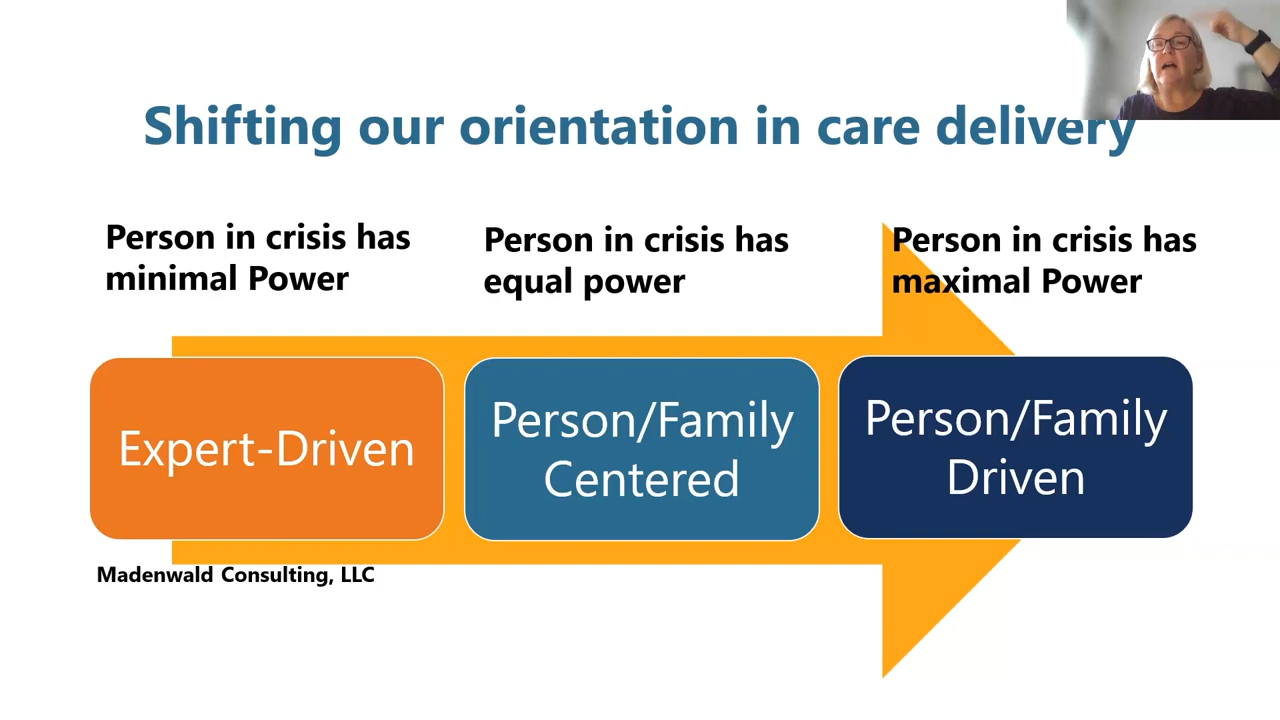 Shifting our orientation in care delivery
Person in crisis has
minimal Power
Person in crisis has
equal power
Person in crisis has
maximal Power
Expert-Driven
Person/Family
Centered
Person/Family
Driven
Madenwald Consulting, LLC